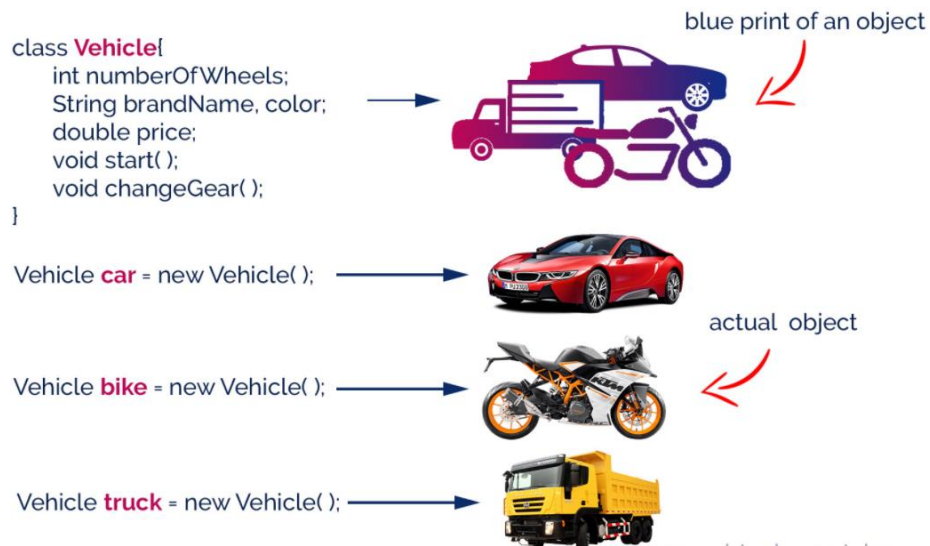 blue print of an object
class Vehicle{
int numberOfWheels;
String brandName, color;
double price;
void start( );
void changeGear( );
}
Vehicle car = new Vehicle( );
actual object
Vehicle bike = new Vehicle( );
KTM
Vehicle truck = new Vehicle( );